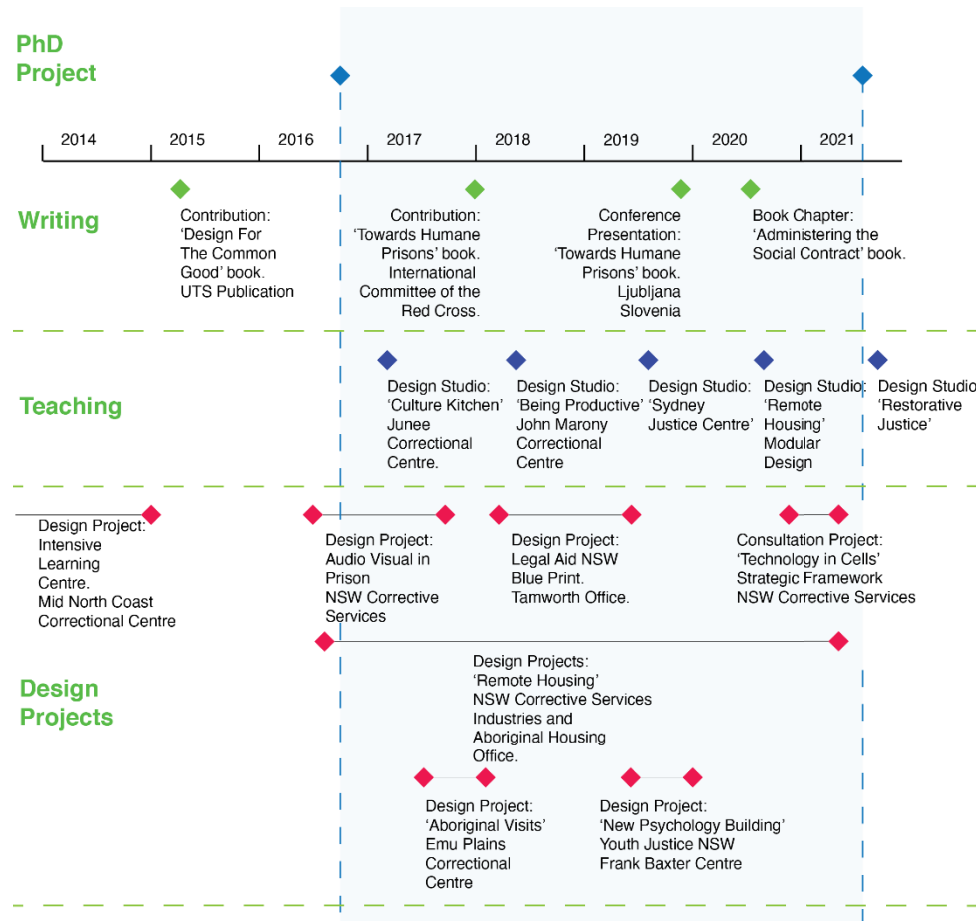 PhD
Project
2014
2015
2016
2017
2018
2019
2020
2021
Writing
Contribution:
‘Design For
The Common
Good’ book.
UTS Publication
Contribution:
‘Towards Humane
Prisons’ book.
International
Committee of the
Red Cross.
Conference
Presentation:
‘Towards Humane
Prisons’ book.
Ljubljana
Slovenia
Book Chapter:
‘Administering the
Social Contract’ book.
Teaching
Design Studio:
‘Culture Kitchen’
Junee
Correctional
Centre.
Design Studio:
‘Being Productive’
John Marony
Correctional
Centre
Design Studio:
‘Sydney
Justice Centre’
Design Studio:
‘Remote
Housing’
Modular
Design
Design Studio
‘Restorative
Justice’
Design
Projects
Design Project:
Intensive
Learning
Centre.
Mid North Coast
Correctional Centre
Design Project:
Audio Visual in
Prison
NSW Corrective
Services
Design Project:
Legal Aid NSW
Blue Print.
Tamworth Office.
Consultation Project:
‘Technology in Cells’
Strategic Framework
NSW Corrective Services
Design Projects:
‘Remote Housing’
NSW Corrective Services
Industries and
Aboriginal Housing
Office.
Design Project:
‘Aboriginal Visits’
Emu Plains
Correctional
Centre
Design Project:
‘New Psychology Building’
Youth Justice NSW
Frank Baxter Centre